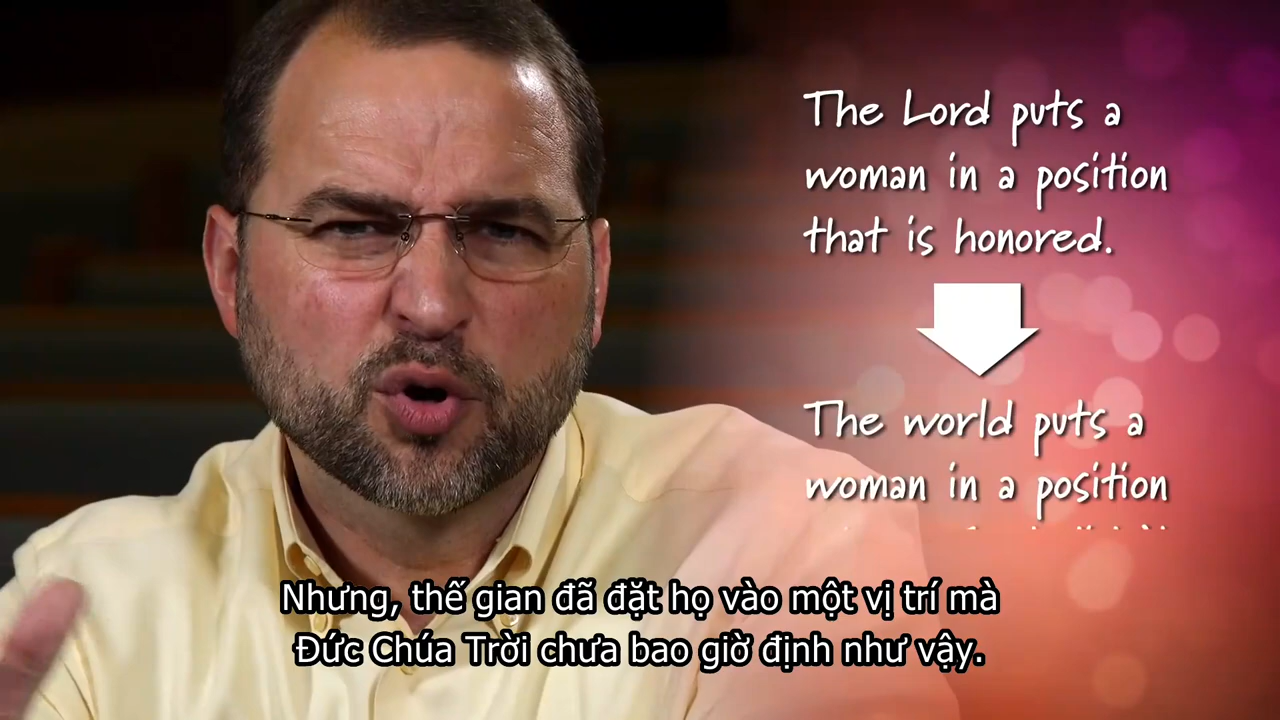 The Lord puts a
woman in a position
that is honored.
The world puts a
woman in a position
Nhưng, thế gian đã đặt họ vào một vị trí mà
Đức Chúa Trời chưa bao giờ định như vậy.